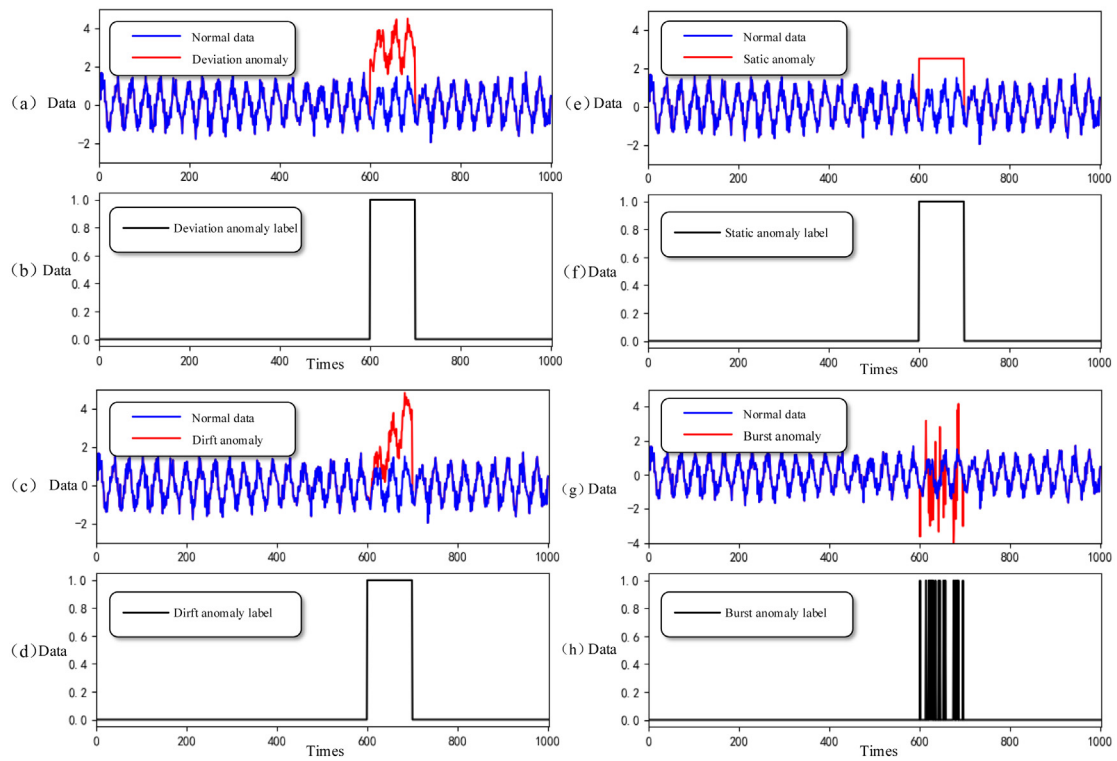 Normal data
Deviation anomaly
(a) Data
4
2
0
−2
0 200 400 600 800 1000
Deviation anomaly label
(b) Data
1.0
0.8
0.6
0.4
0.2
0.0
0 200 400 600 800 1000
Times
Normal data
Dirft anomaly
(c) Data
4
2
0
−2
0 200 400 600 800 1000
Dirft anomaly label
(d)Data
1.0
0.8
0.6
0.4
0.2
0.0
0 200 400 600 800 1000
Times
Normal data
Satic anomaly
(e) Data
4
2
0
−2
0 200 400 600 800 1000
Static anomaly label
(f)Data
1.0
0.8
0.6
0.4
0.2
0.0
0 200 400 600 800 1000
Times
Normal data
Burst anomaly
(g) Data
4
2
0
−2
−4
0 200 400 600 800 1000
Burst anomaly label
(h) Data
1.0
0.8
0.6
0.4
0.2
0.0
0 200 400 600 800 1000
Times